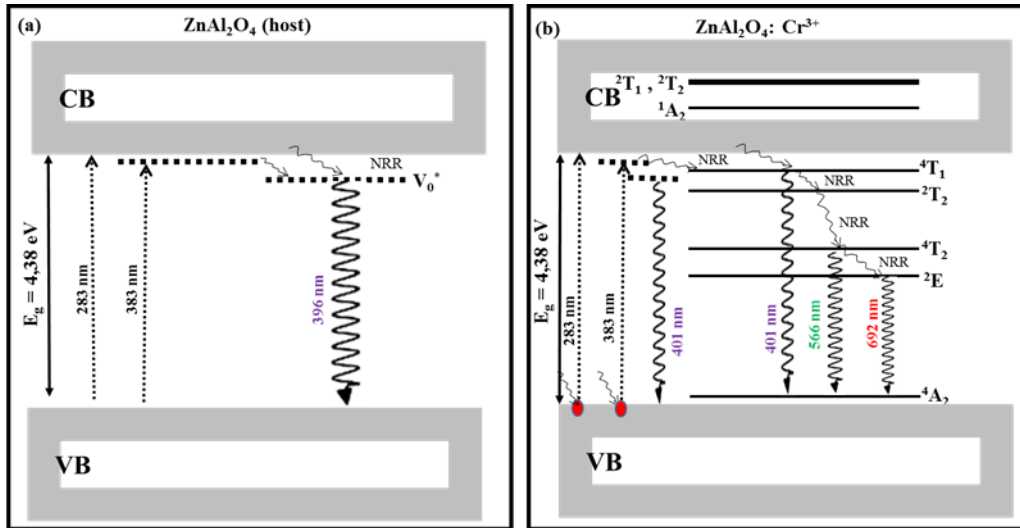 (a)
ZnAl₂O₄ (host)
CB
NRR
V₀*
E_g = 4,38 eV
283 nm
383 nm
396 nm
VB
(b)
ZnAl₂O₄: Cr³⁺
CB
²T₁ , ²T₂
¹A₂
NRR
⁴T₁
NRR
²T₂
NRR
⁴T₂
NRR
²E
E_g = 4,38 eV
283 nm
383 nm
401 nm
401 nm
566 nm
692 nm
⁴A₂
VB